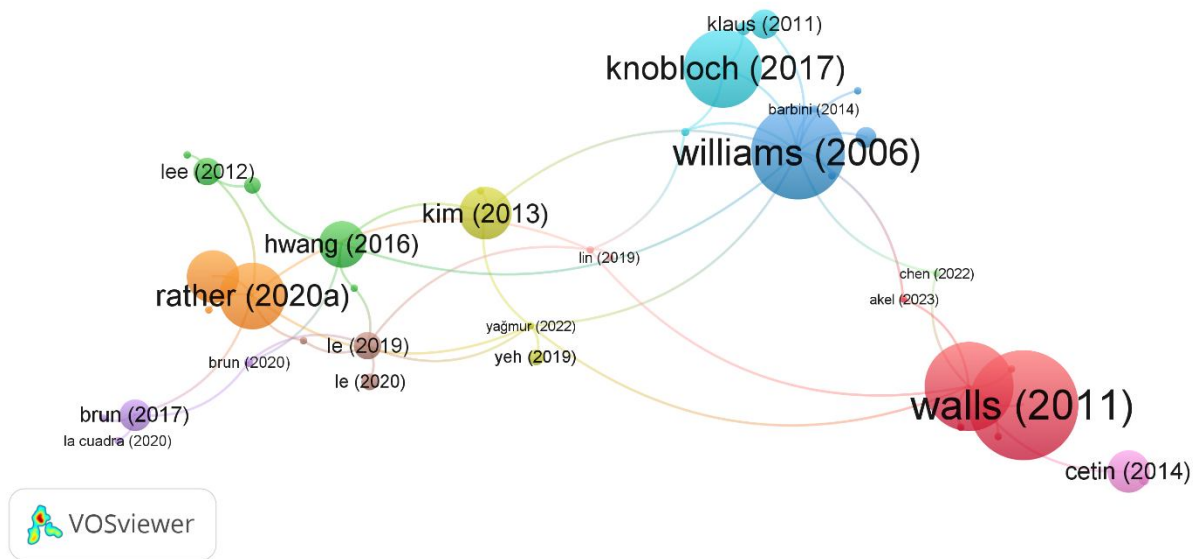 klaus (2011)
knobloch (2017)
barbini (2014)
williams (2006)
lee (2012)
kim (2013)
hwang (2016)
lin (2019)
chen (2022)
rather (2020a)
akel (2023)
yağmur (2022)
le (2019)
yeh (2019)
brun (2020)
le (2020)
walls (2011)
brun (2017)
la cuadra (2020)
cetin (2014)
VOSviewer